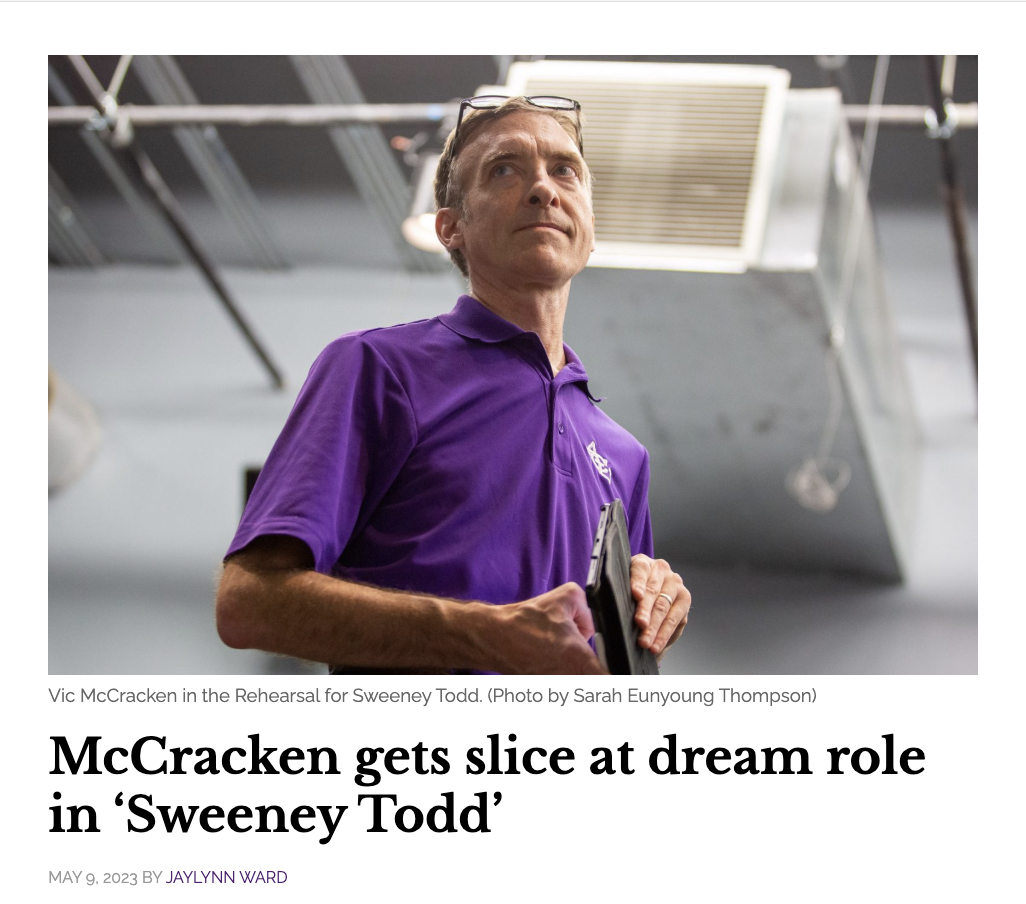 Vic McCracken in the Rehearsal for Sweeney Todd. (Photo by Sarah Eunyoung Thompson)
McCracken gets slice at dream role
in ‘Sweeney Todd’
MAY 9, 2023 BY JAYLYNN WARD